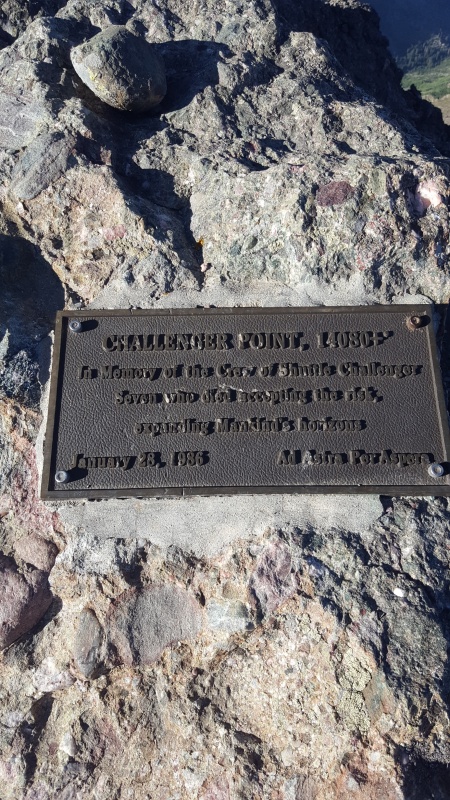 CHALLENGER POINT, 14080+'
In Memory of the Crew of Shuttle Challenger
Seven who died accepting the risk,
expanding Mankind's horizons
January 28, 1986 Ad Astra Per Aspera